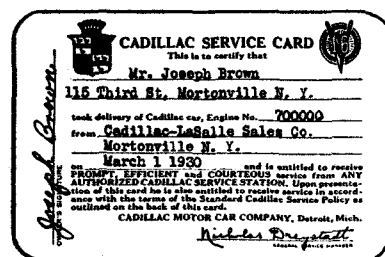 CADILLAC SERVICE CARD
This is to certify that
Mr. Joseph Brown
115 Third St, Mortonville N. Y.
took delivery of Cadillac car, Engine No. 700000
from Cadillac-LaSalle Sales Co.
Mortonville N. Y.
on March 1 1930 and is entitled to receive
PROMPT, EFFICIENT and COURTEOUS service from ANY
AUTHORIZED CADILLAC SERVICE STATION. Upon presenta-
tion of this card he is also entitled to receive service in accord-
ance with the terms of the Standard Cadillac Service Policy as
outlined on the back of this card.
CADILLAC MOTOR CAR COMPANY, Detroit, Mich.
Nicholas Dreystadt
GENERAL SERVICE MANAGER
Joseph Brown
OWNER'S SIGNATURE